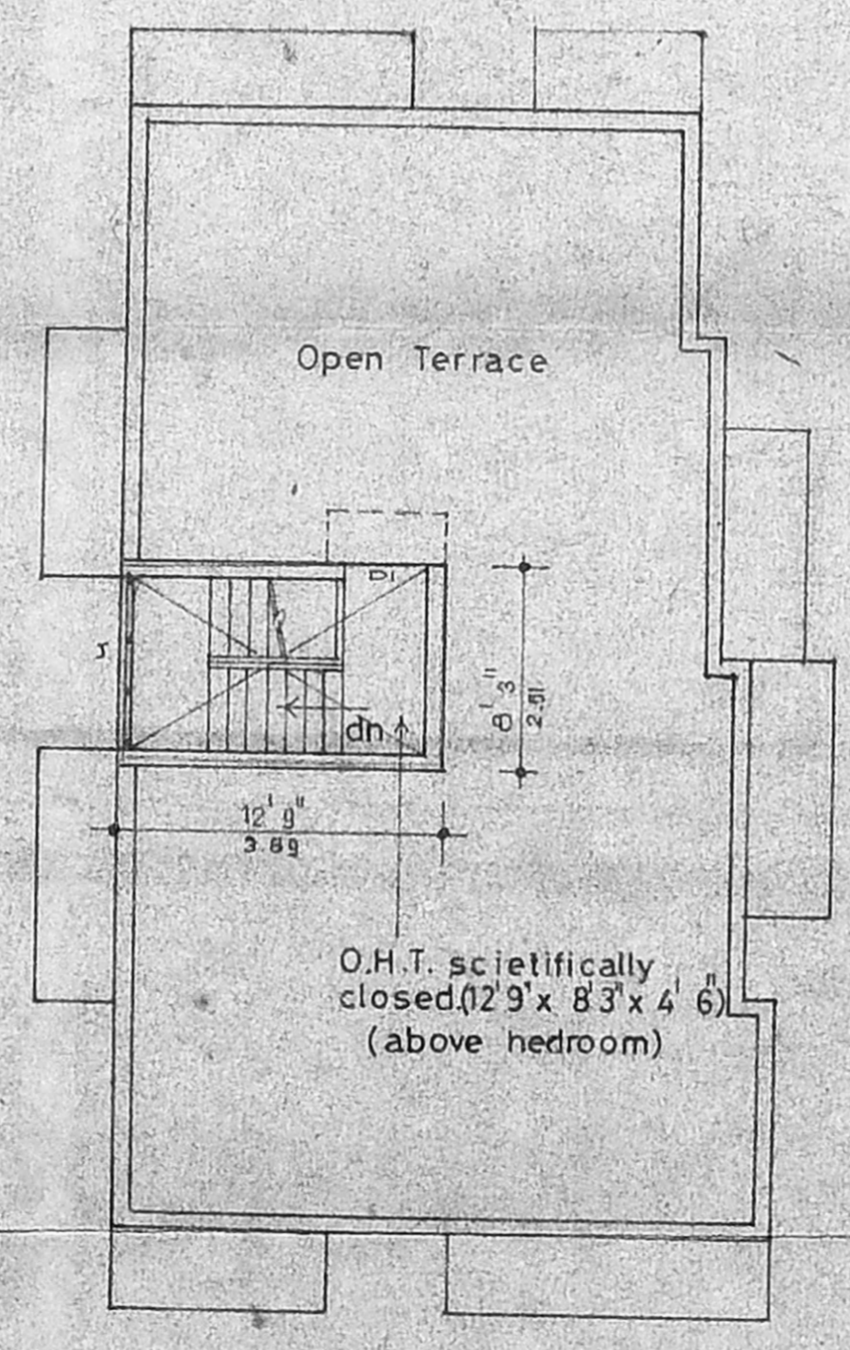 Open Terrace
D1
dn
8' 3"
2.51
12' 9"
3.89
O.H.T. scietifically
closed.(12'9"x 8'3"x 4' 6")
(above hedroom)